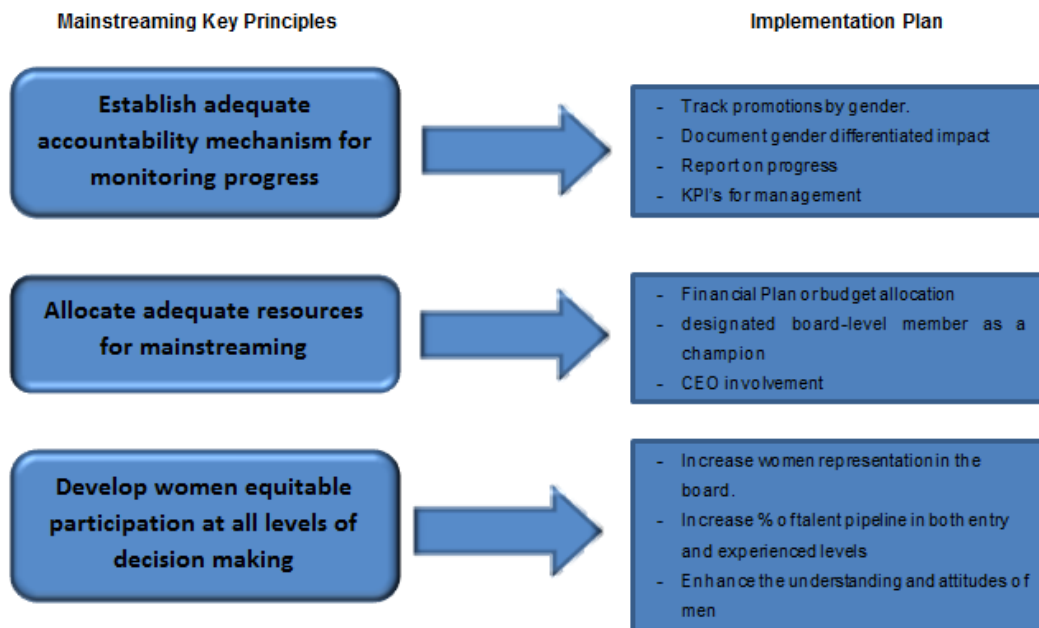 Mainstreaming Key Principles
Implementation Plan
Establish adequate
accountability mechanism for
monitoring progress
- Track promotions by gender.
- Document gender differentiated impact
- Report on progress
- KPI's for management
Allocate adequate resources
for mainstreaming
- Financial Plan or budget allocation
- designated board-level member as a
champion
- CEO involvement
Develop women equitable
participation at all levels of
decision making
- Increase women representation in the
board.
- Increase % of talent pipeline in both entry
and experienced levels
- Enhance the understanding and attitudes of
men